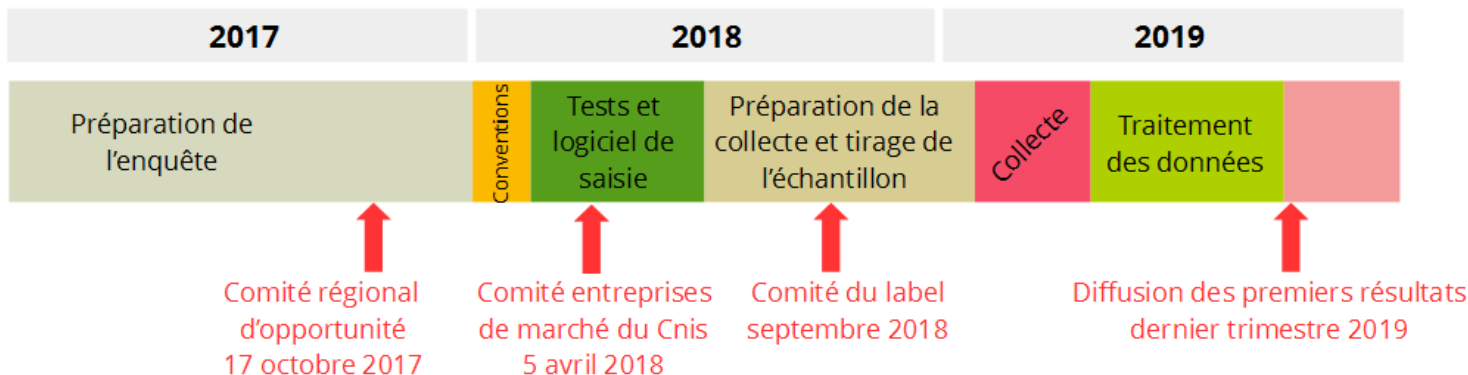 2017
2018
2019
Préparation de
l'enquête
Conventions
Tests et
logiciel de
saisie
Préparation de la
collecte et tirage de
l'échantillon
Collecte
Traitement
des données
Comité régional
d'opportunité
17 octobre 2017
Comité entreprises
de marché du Cnis
5 avril 2018
Comité du label
septembre 2018
Diffusion des premiers résultats
dernier trimestre 2019